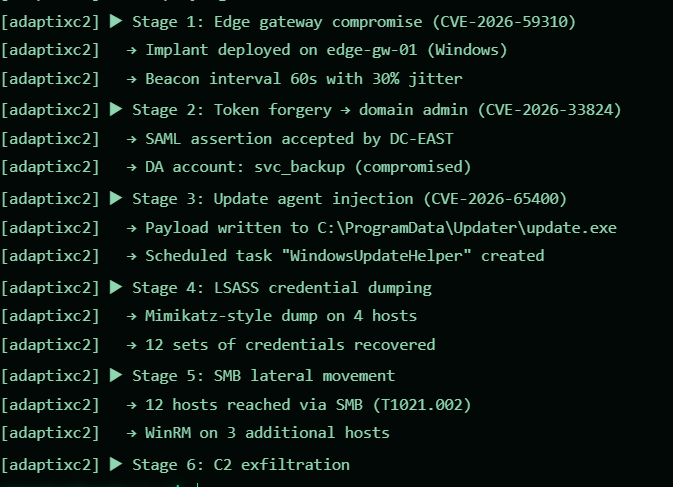 [adaptixc2] ▶ Stage 1: Edge gateway compromise (CVE-2026-59310)
[adaptixc2] → Implant deployed on edge-gw-01 (Windows)
[adaptixc2] → Beacon interval 60s with 30% jitter
[adaptixc2] ▶ Stage 2: Token forgery → domain admin (CVE-2026-33824)
[adaptixc2] → SAML assertion accepted by DC-EAST
[adaptixc2] → DA account: svc_backup (compromised)
[adaptixc2] ▶ Stage 3: Update agent injection (CVE-2026-65400)
[adaptixc2] → Payload written to C:\ProgramData\Updater\update.exe
[adaptixc2] → Scheduled task "WindowsUpdateHelper" created
[adaptixc2] ▶ Stage 4: LSASS credential dumping
[adaptixc2] → Mimikatz-style dump on 4 hosts
[adaptixc2] → 12 sets of credentials recovered
[adaptixc2] ▶ Stage 5: SMB lateral movement
[adaptixc2] → 12 hosts reached via SMB (T1021.002)
[adaptixc2] → WinRM on 3 additional hosts
[adaptixc2] ▶ Stage 6: C2 exfiltration